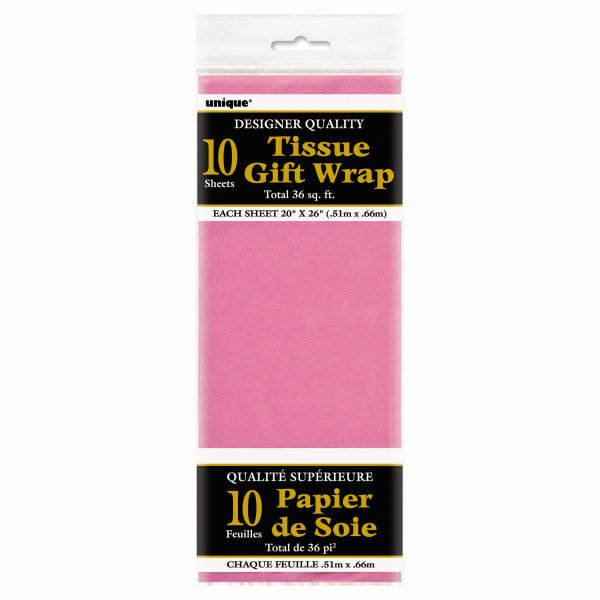 unique®
DESIGNER QUALITY
10 Sheets
Tissue
Gift Wrap
Total 36 sq. ft.
EACH SHEET 20" X 26" (.51m x .66m)
QUALITÉ SUPÉRIEURE
10 Feuilles
Papier
de Soie
Total de 36 pi²
CHAQUE FEUILLE .51m x .66m